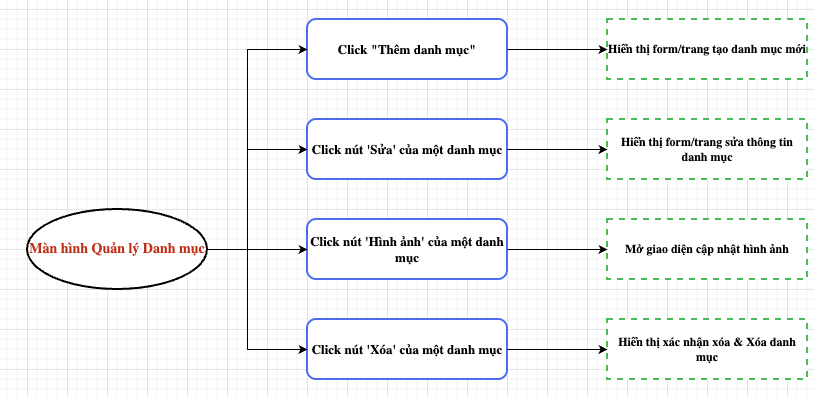 Click "Thêm danh mục"
Hiển thị form/trang tạo danh mục mới
Click nút 'Sửa' của một danh mục
Hiển thị form/trang sửa thông tin
danh mục
Màn hình Quản lý Danh mục
Click nút 'Hình ảnh' của một danh
mục
Mở giao diện cập nhật hình ảnh
Click nút 'Xóa' của một danh mục
Hiển thị xác nhận xóa & Xóa danh
mục